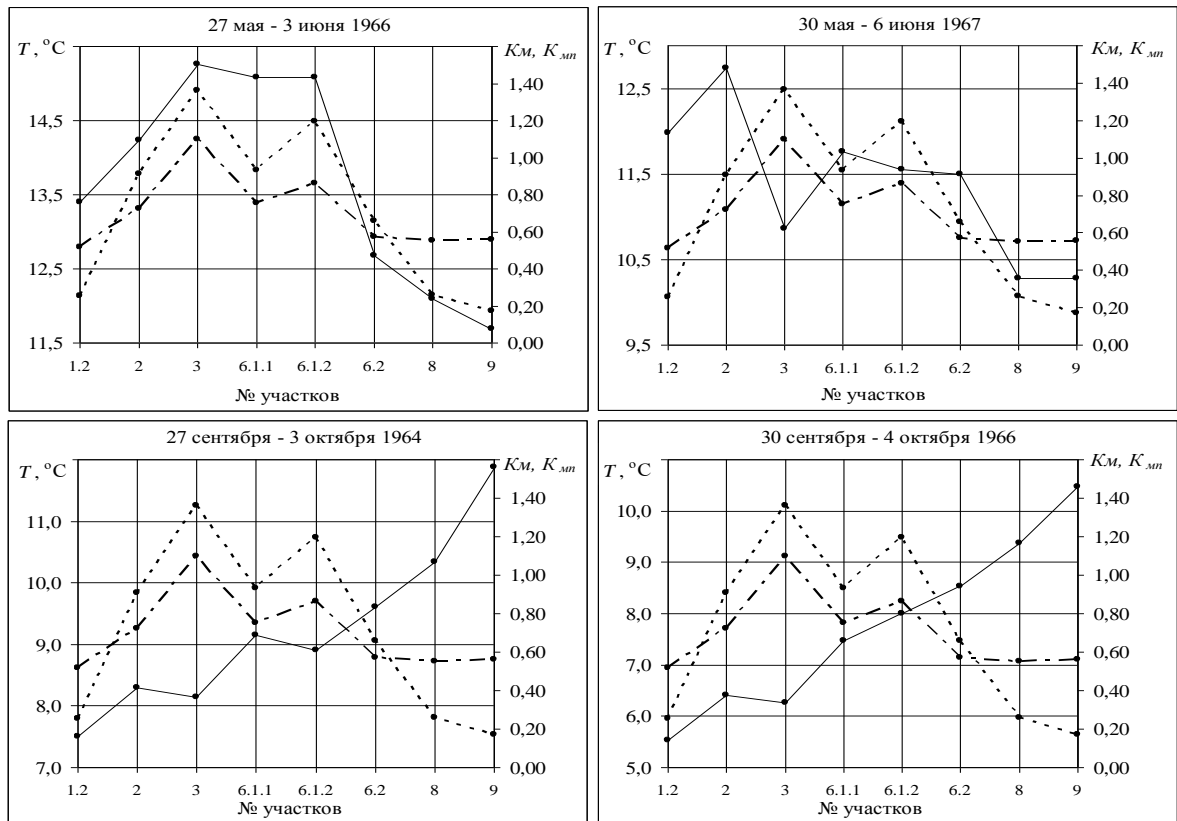 27 мая - 3 июня 1966
T , °C
Км, К мп
14,5
13,5
12,5
11,5
1,40
1,20
1,00
0,80
0,60
0,40
0,20
0,00
1.2 2 3 6.1.1 6.1.2 6.2 8 9
№ участков
30 мая - 6 июня 1967
T , °C
Км, К мп
12,5
11,5
10,5
9,5
1,40
1,20
1,00
0,80
0,60
0,40
0,20
0,00
1.2 2 3 6.1.1 6.1.2 6.2 8 9
№ участков
27 сентября - 3 октября 1964
T , °C
Км, К мп
11,0
10,0
9,0
8,0
7,0
1,40
1,20
1,00
0,80
0,60
0,40
0,20
0,00
1.2 2 3 6.1.1 6.1.2 6.2 8 9
№ участков
30 сентября - 4 октября 1966
T , °C
Км, К мп
10,0
9,0
8,0
7,0
6,0
5,0
1,40
1,20
1,00
0,80
0,60
0,40
0,20
0,00
1.2 2 3 6.1.1 6.1.2 6.2 8 9
№ участков